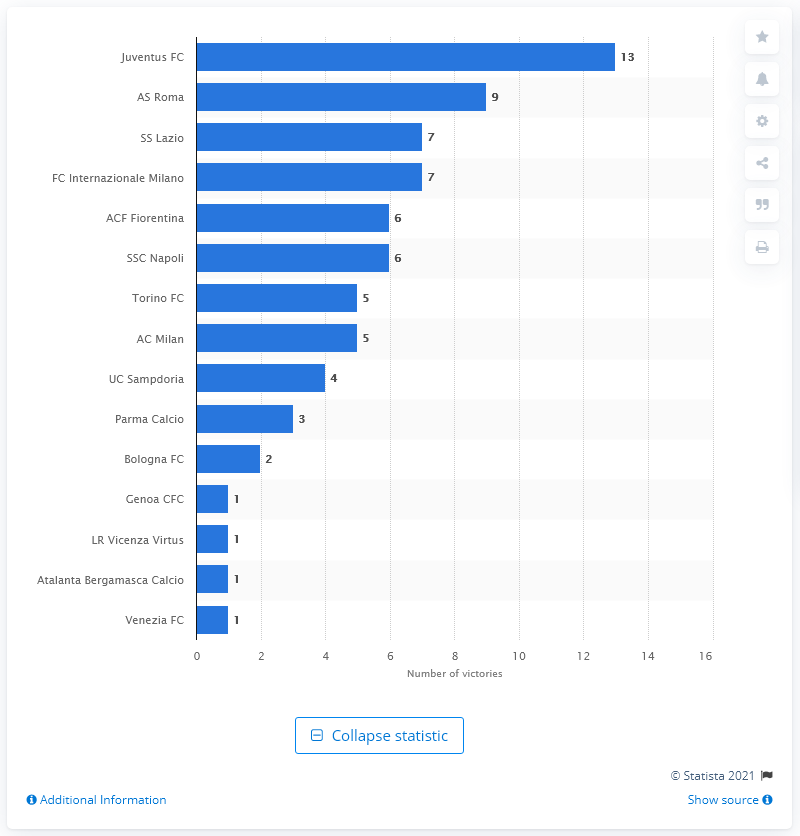 Juventus FC 13
AS Roma 9
SS Lazio 7
FC Internazionale Milano 7
ACF Fiorentina 6
SSC Napoli 6
Torino FC 5
AC Milan 5
UC Sampdoria 4
Parma Calcio 3
Bologna FC 2
Genoa CFC 1
LR Vicenza Virtus 1
Atalanta Bergamasca Calcio 1
Venezia FC 1
0 2 4 6 8 10 12 14 16
Number of victories
Collapse statistic
© Statista 2021
Additional Information Show source